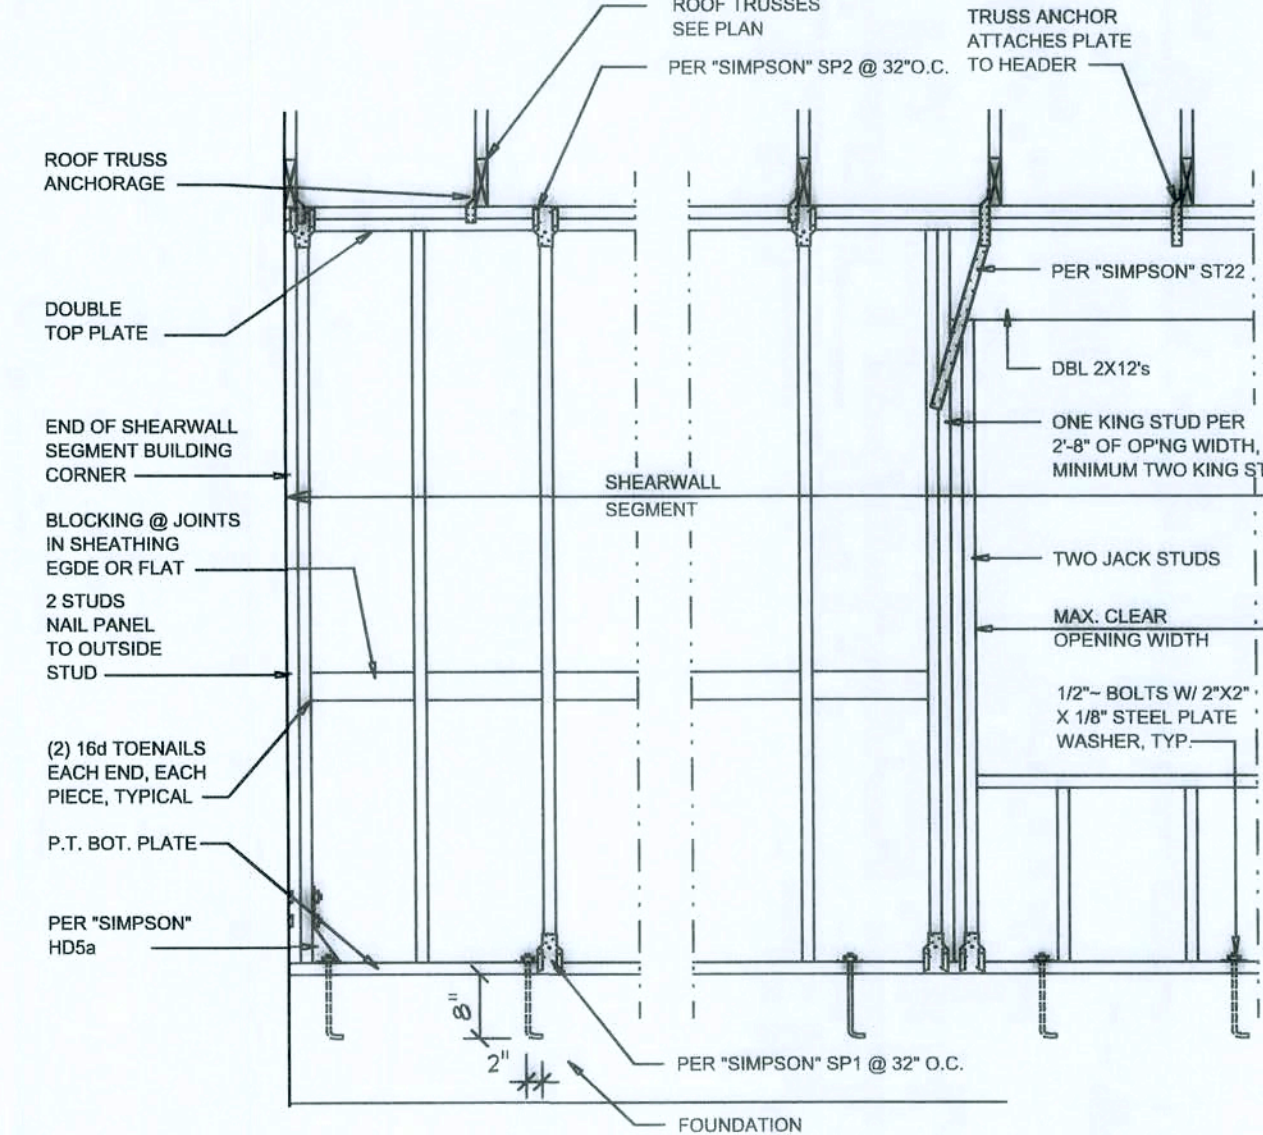 ROOF TRUSSES
SEE PLAN
PER "SIMPSON" SP2 @ 32"O.C.
TRUSS ANCHOR
ATTACHES PLATE
TO HEADER
ROOF TRUSS
ANCHORAGE
DOUBLE
TOP PLATE
PER "SIMPSON" ST22
DBL 2X12's
END OF SHEARWALL
SEGMENT BUILDING
CORNER
ONE KING STUD PER
2'-8" OF OP'NG WIDTH,
MINIMUM TWO KING ST
SHEARWALL
SEGMENT
BLOCKING @ JOINTS
IN SHEATHING
EGDE OR FLAT
2 STUDS
NAIL PANEL
TO OUTSIDE
STUD
TWO JACK STUDS
MAX. CLEAR
OPENING WIDTH
1/2"~ BOLTS W/ 2"X2"
X 1/8" STEEL PLATE
WASHER, TYP.
(2) 16d TOENAILS
EACH END, EACH
PIECE, TYPICAL
P.T. BOT. PLATE
PER "SIMPSON"
HD5a
8"
2"
PER "SIMPSON" SP1 @ 32" O.C.
FOUNDATION